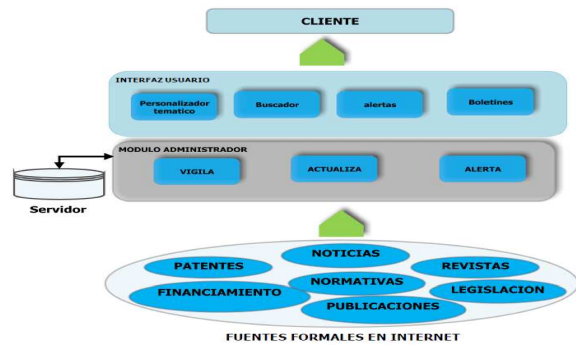 CLIENTE
INTERFAZ USUARIO
Personalizador
tematico
Buscador
alertas
Boletínes
MODULO ADMINISTRADOR
VIGILA
ACTUALIZA
ALERTA
Servidor
NOTICIAS
PATENTES
REVISTAS
NORMATIVAS
FINANCIAMIENTO
LEGISLACION
PUBLICACIONES
FUENTES FORMALES EN INTERNET